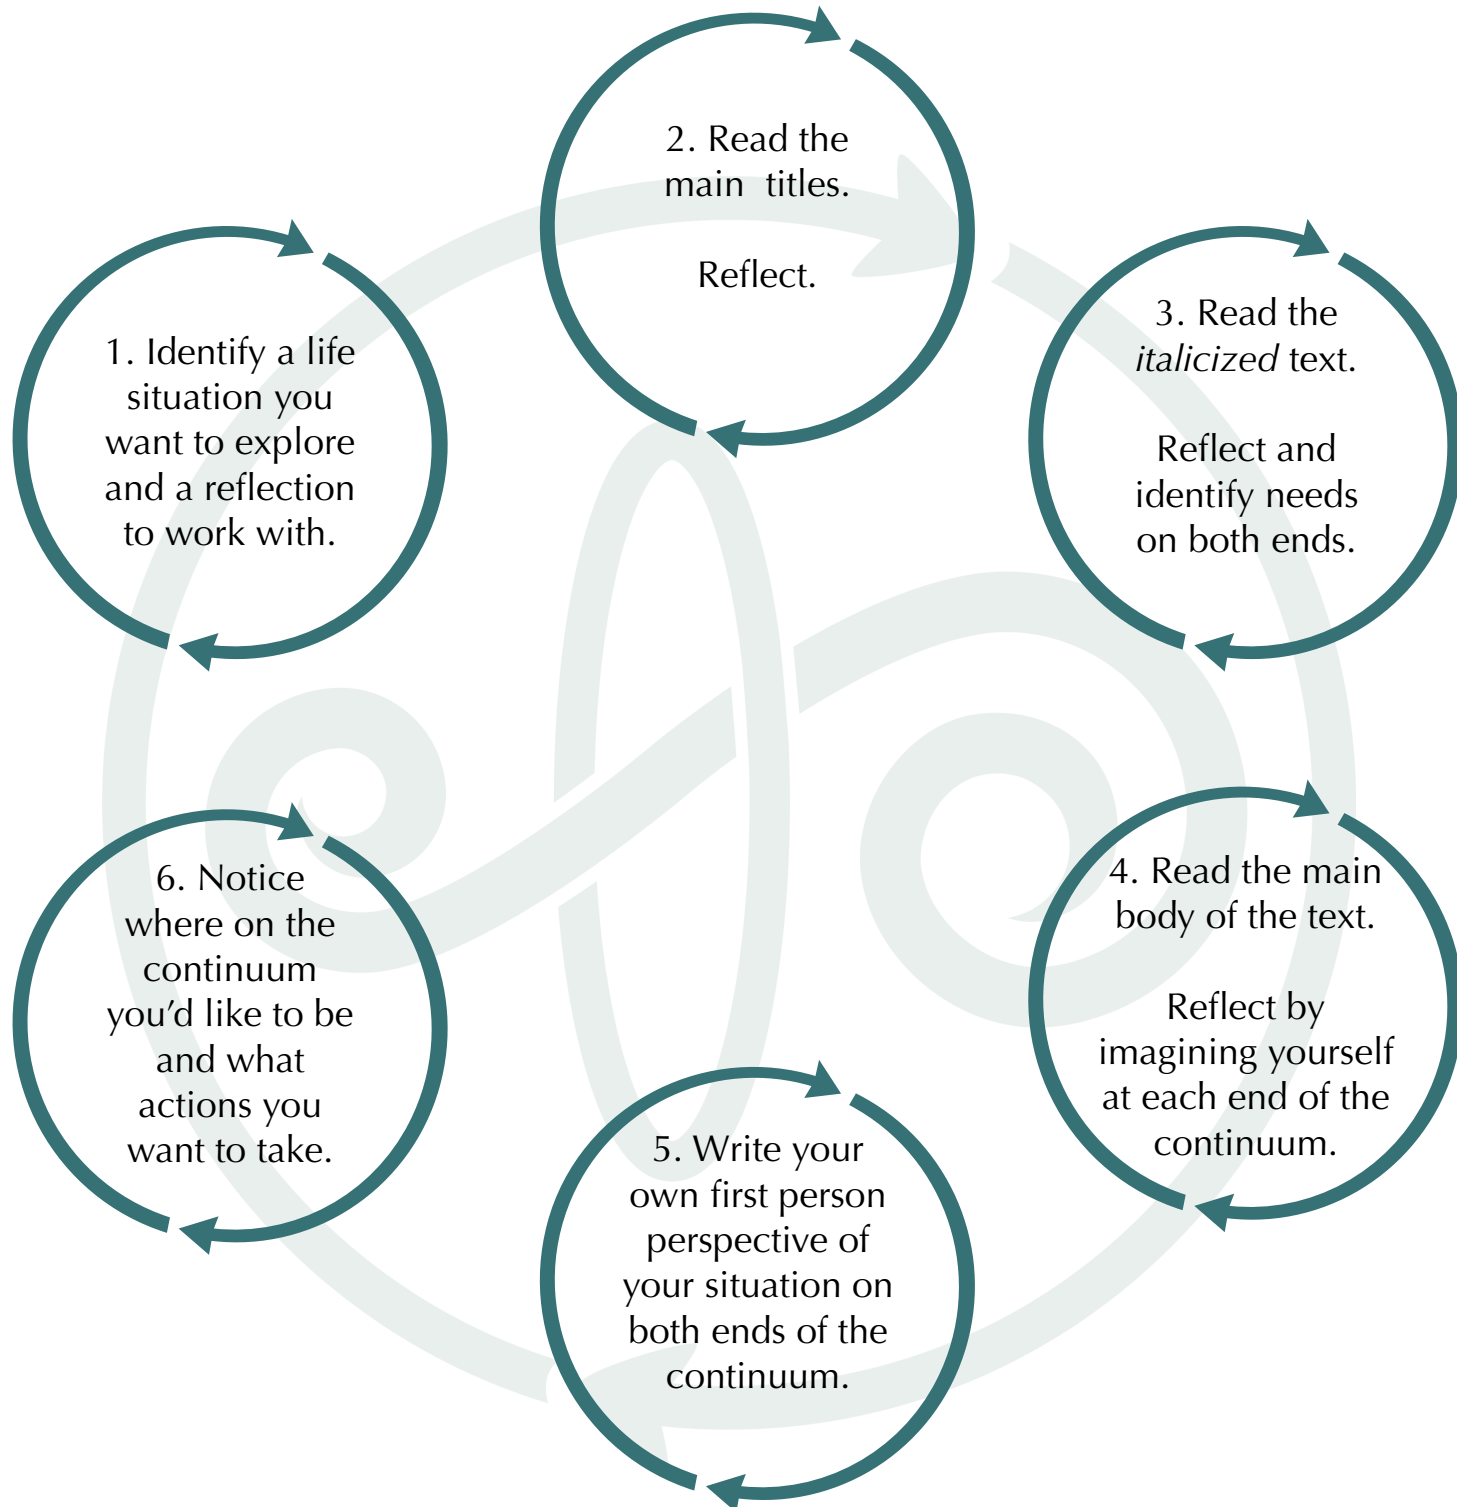 1. Identify a life
situation you
want to explore
and a reflection
to work with.
2. Read the
main  titles.
Reflect.
3. Read the
italicized text.
Reflect and
identify needs
on both ends.
4. Read the main
body of the text.
Reflect by
imagining yourself
at each end of the
continuum.
5. Write your
own first person
perspective of
your situation on
both ends of the
continuum.
6. Notice
where on the
continuum
you’d like to be
and what
actions you
want to take.